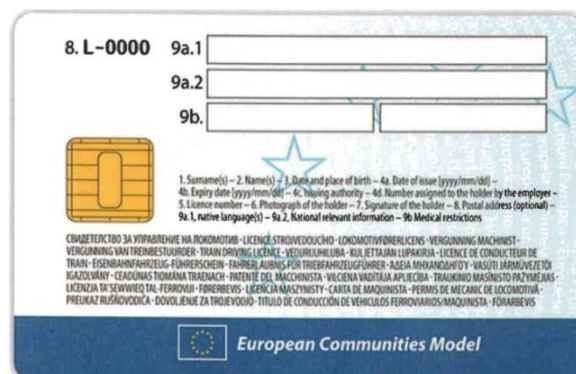 8. L-0000
9a.1
9a.2
9b.
1. Surname(s) – 2. Name(s) – 3. Date and place of birth – 4a. Date of issue [yyyy/mm/dd] –
4b. Expiry date [yyyy/mm/dd] – 4c. Issuing authority – 4d. Number assigned to the holder by the employer –
5. Licence number – 6. Photograph of the holder – 7. Signature of the holder – 8. Postal address (optional) –
9a.1, native language(s) – 9a.2, National relevant information – 9b Medical restrictions
СВИДЕТЕЛСТВО ЗА УПРАВЛЕНИЕ НА ЛОКОМОТИВ · LICENCE STROJVEDOUCÍHO · LOKOMOTIVFØRERLICENS · VERGUNNING MACHINIST ·
VERGUNNING VAN TREINBESTUURDER · TRAIN DRIVING LICENCE · VEDURIJUHILUBA · KULJETTAJAN LUPAKIRJA · LICENCE DE CONDUCTEUR DE
TRAIN · EISENBAHNFAHRZEUG-FÜHRERSCHEIN · FAHRERLAUBNIS FÜR TRIEBFAHRZEUGFÜHRER · ΑΔΕΙΑ ΜΗΧΑΝΟΔΗΓΟΥ · VASÚTI JÁRMŰVEZETŐI
IGAZOLVÁNY · CEADÚNAS TIOMÁNA TRAENACH · PATENTE DEL MACCHINISTA · VILCIENA VADĪTĀJA APLIECĪBA · TRAUKINIO MAŠINISTO PAŽYMĖJIMAS ·
LICENZJA TA' SEWWIEQ TAL-FERROVIJI · FØRERBEVIS · LICENCJA MASZYNISTY · CARTA DE MAQUINISTA · PERMIS DE MECANIC DE LOCOMOTIVĂ ·
PREUKAZ RUŠŇOVODIČA · DOVOLJENJE ZA TROJEVODJO · TITULO DE CONDUCCIÓN DE VEHICULOS FERROVIARIOS/MAQUINISTA · FÖRARBEVIS
European Communities Model